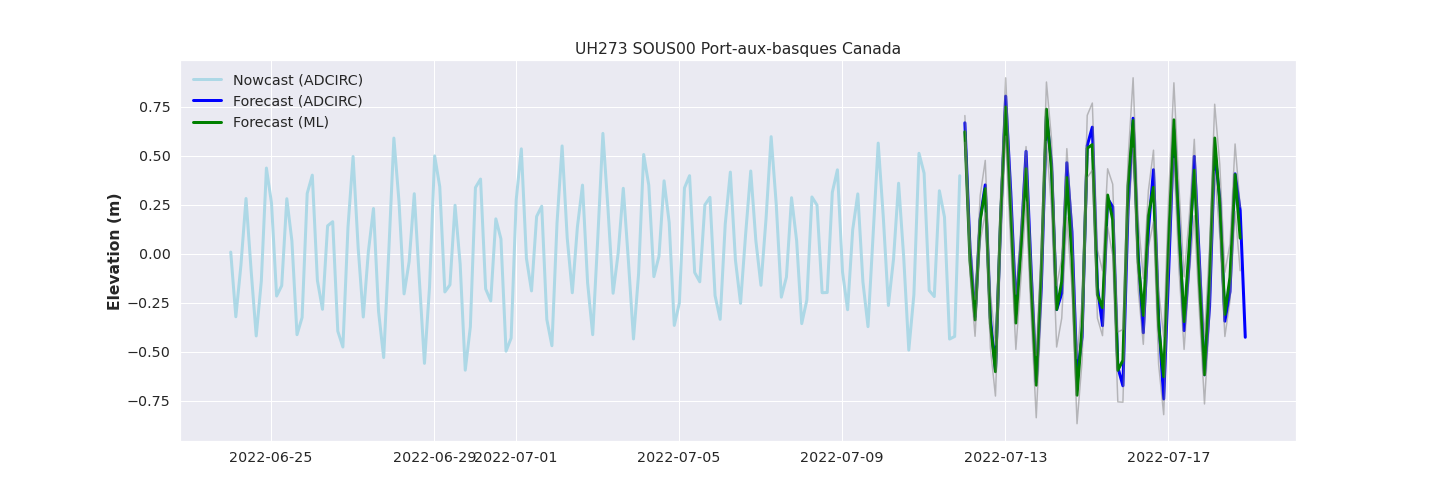 UH273 SOUS00 Port-aux-basques Canada
Nowcast (ADCIRC)
Forecast (ADCIRC)
Forecast (ML)
Elevation (m)
0.75
0.50
0.25
0.00
−0.25
−0.50
−0.75
2022-06-25 2022-06-29 2022-07-01 2022-07-05 2022-07-09 2022-07-13 2022-07-17